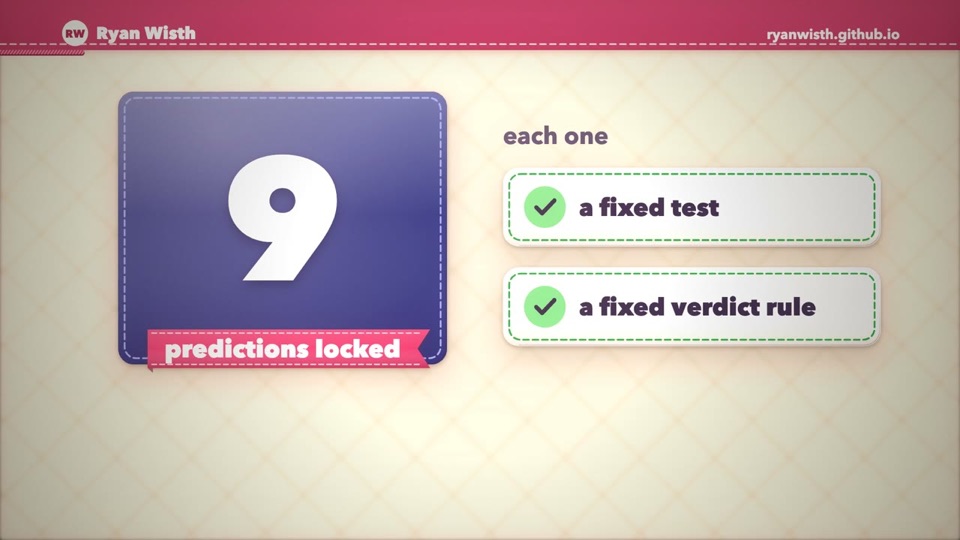 RW Ryan Wisth
ryanwisth.github.io
9
predictions locked
each one
a fixed test
a fixed verdict rule